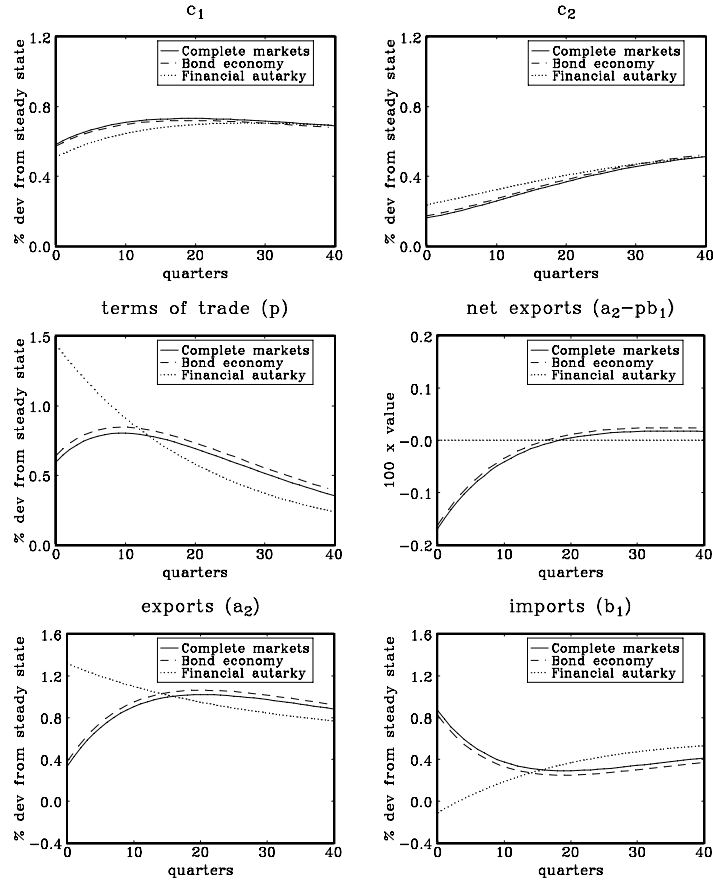 c1 c2
1.2 1.2
Complete markets Complete markets
Bond economy Bond economy
Financial autarky Financial autarky
0.8 0.8
0.4 0.4
0.0 0.0
% dev from steady state % dev from steady state
0 10 20 30 40 0 10 20 30 40
quarters quarters
terms of trade (p) net exports (a2−pb1)
1.5 0.2
Complete markets Complete markets
Bond economy Bond economy
Financial autarky Financial autarky
0.1
1.0
−0.0
0.5
−0.1
0.0 −0.2
% dev from steady state 100 x value
0 10 20 30 40 0 10 20 30 40
quarters quarters
exports (a2) imports (b1)
1.6 1.6
Complete markets Complete markets
Bond economy Bond economy
Financial autarky Financial autarky
1.2 1.2
0.8 0.8
0.4 0.4
0.0 0.0
−0.4 −0.4
% dev from steady state % dev from steady state
0 10 20 30 40 0 10 20 30 40
quarters quarters